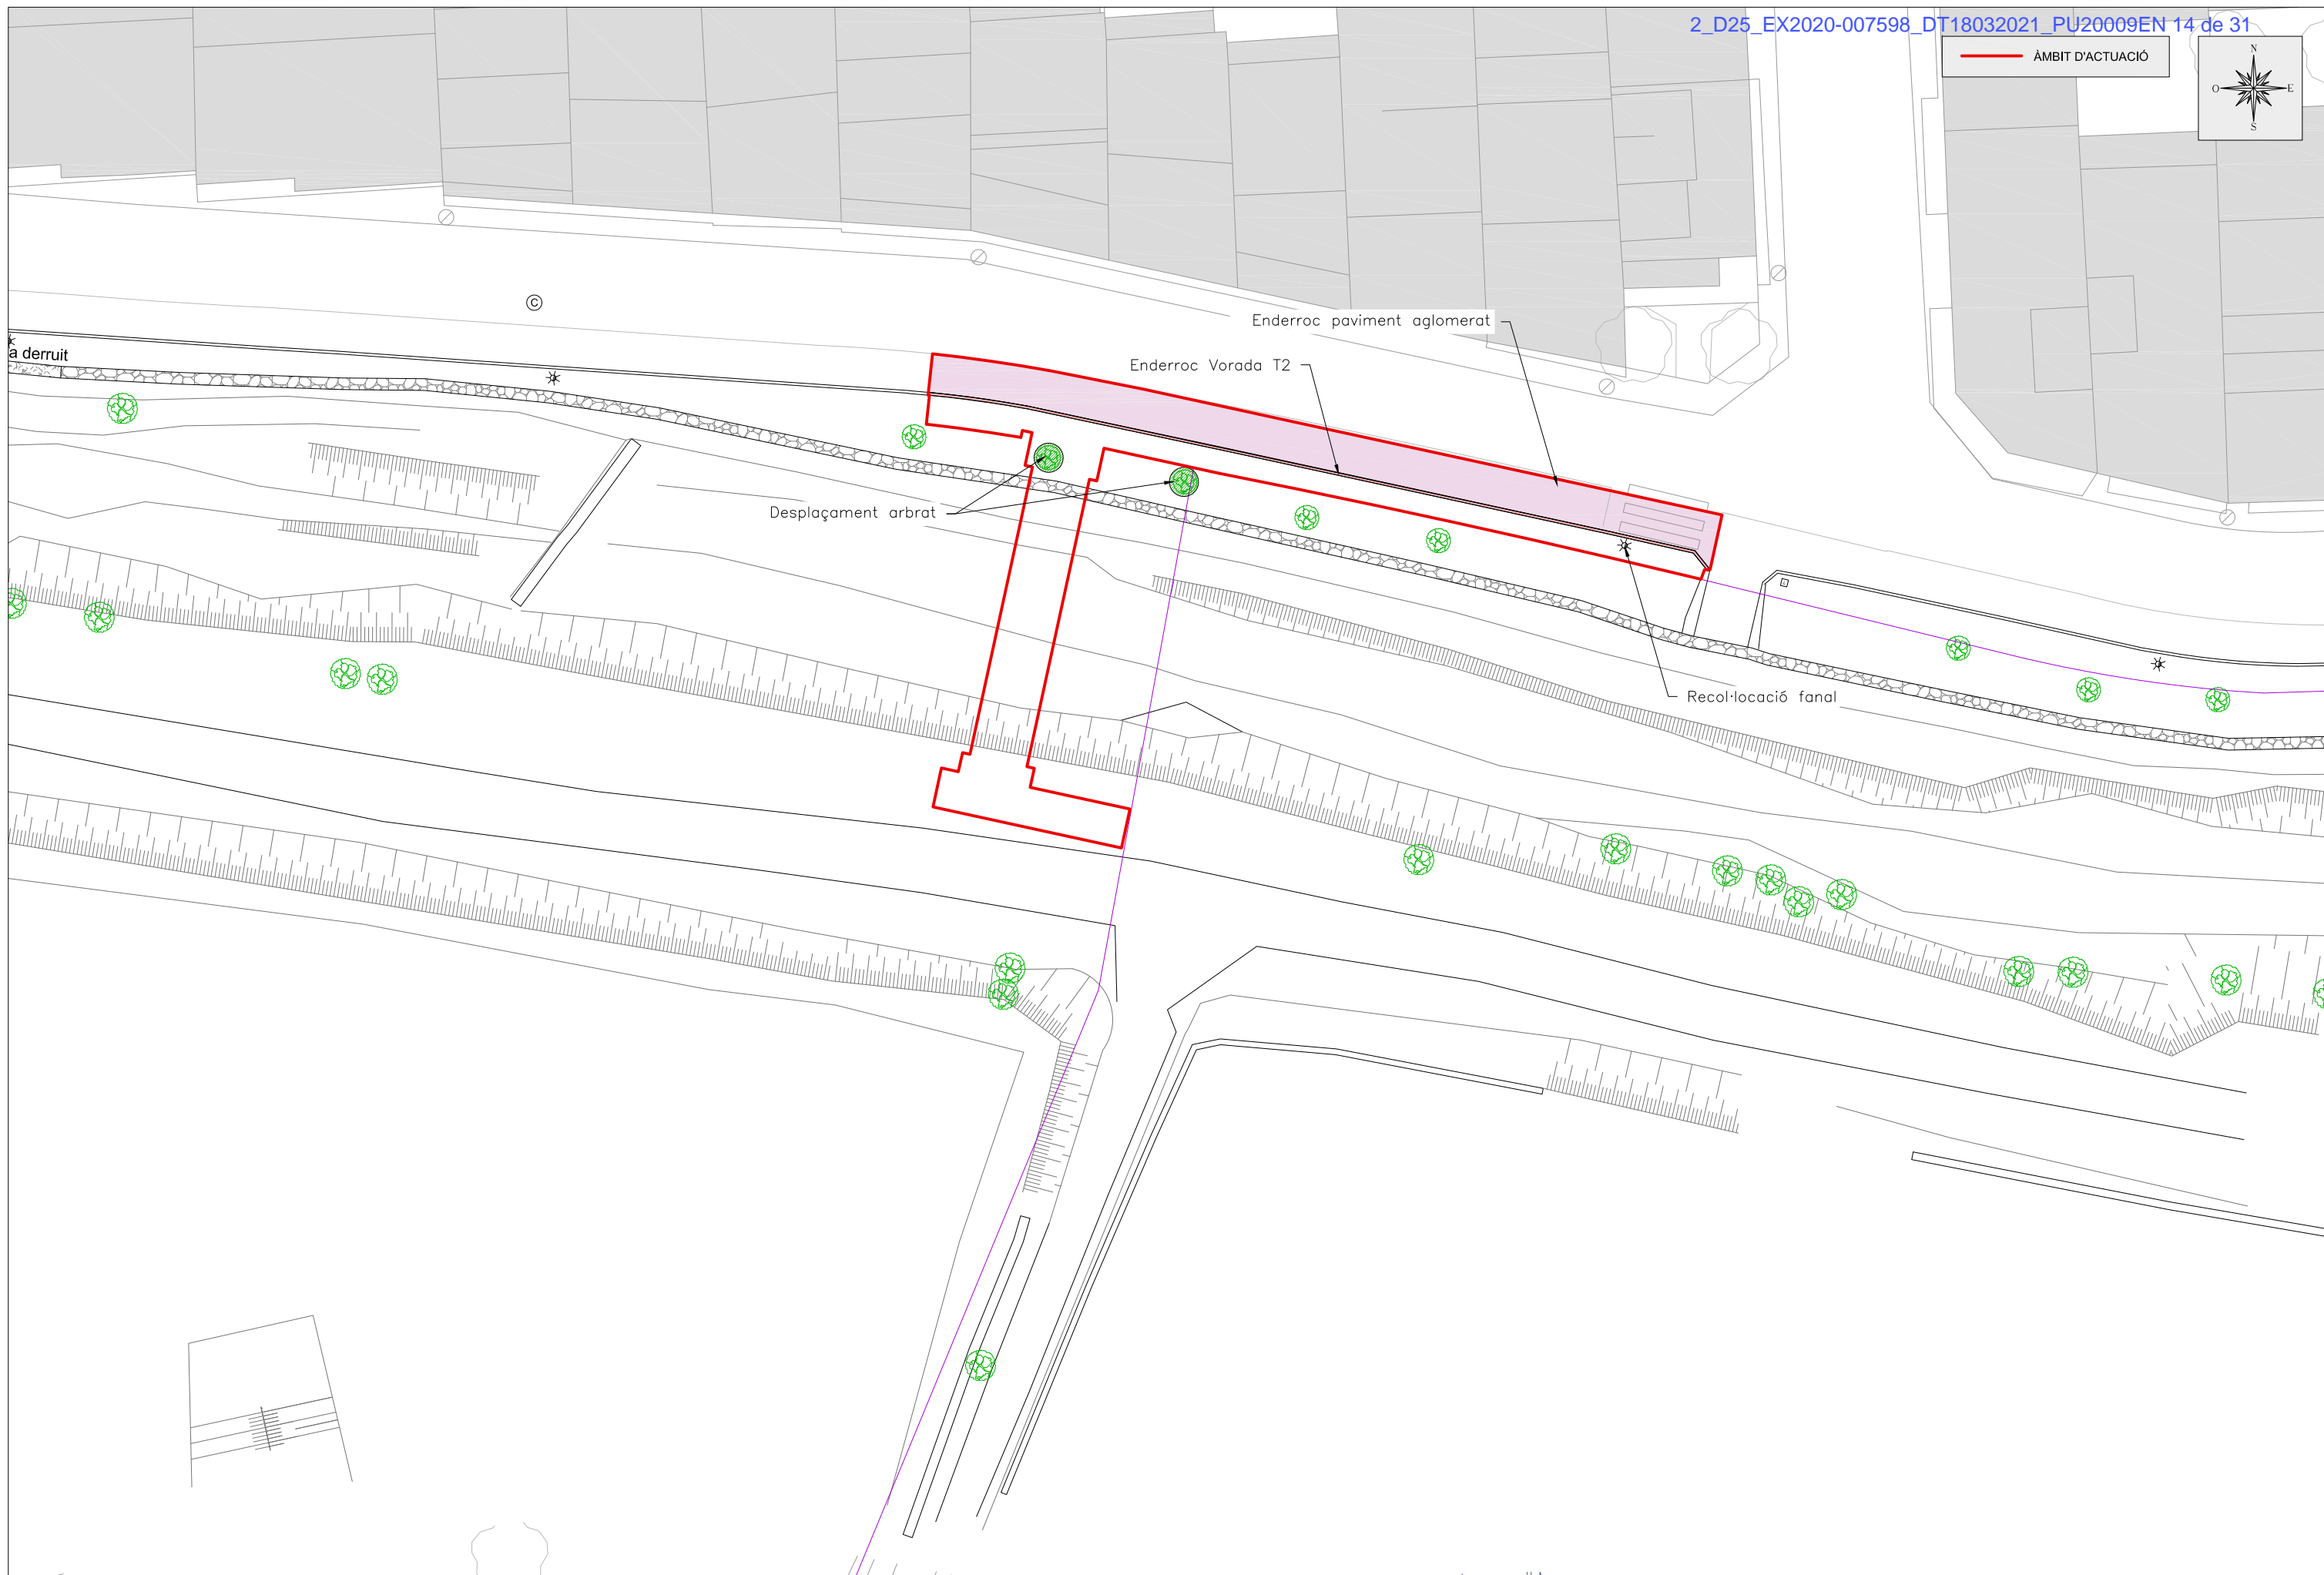 2_D25_EX2020-007598_DT18032021_PU20009EN 14 de 31
ÀMBIT D'ACTUACIÓ
N
O
E
S
C
Enderroc paviment aglomerat
a derruit
Enderroc Vorada T2
Desplaçament arbrat
Recol·locació fanal